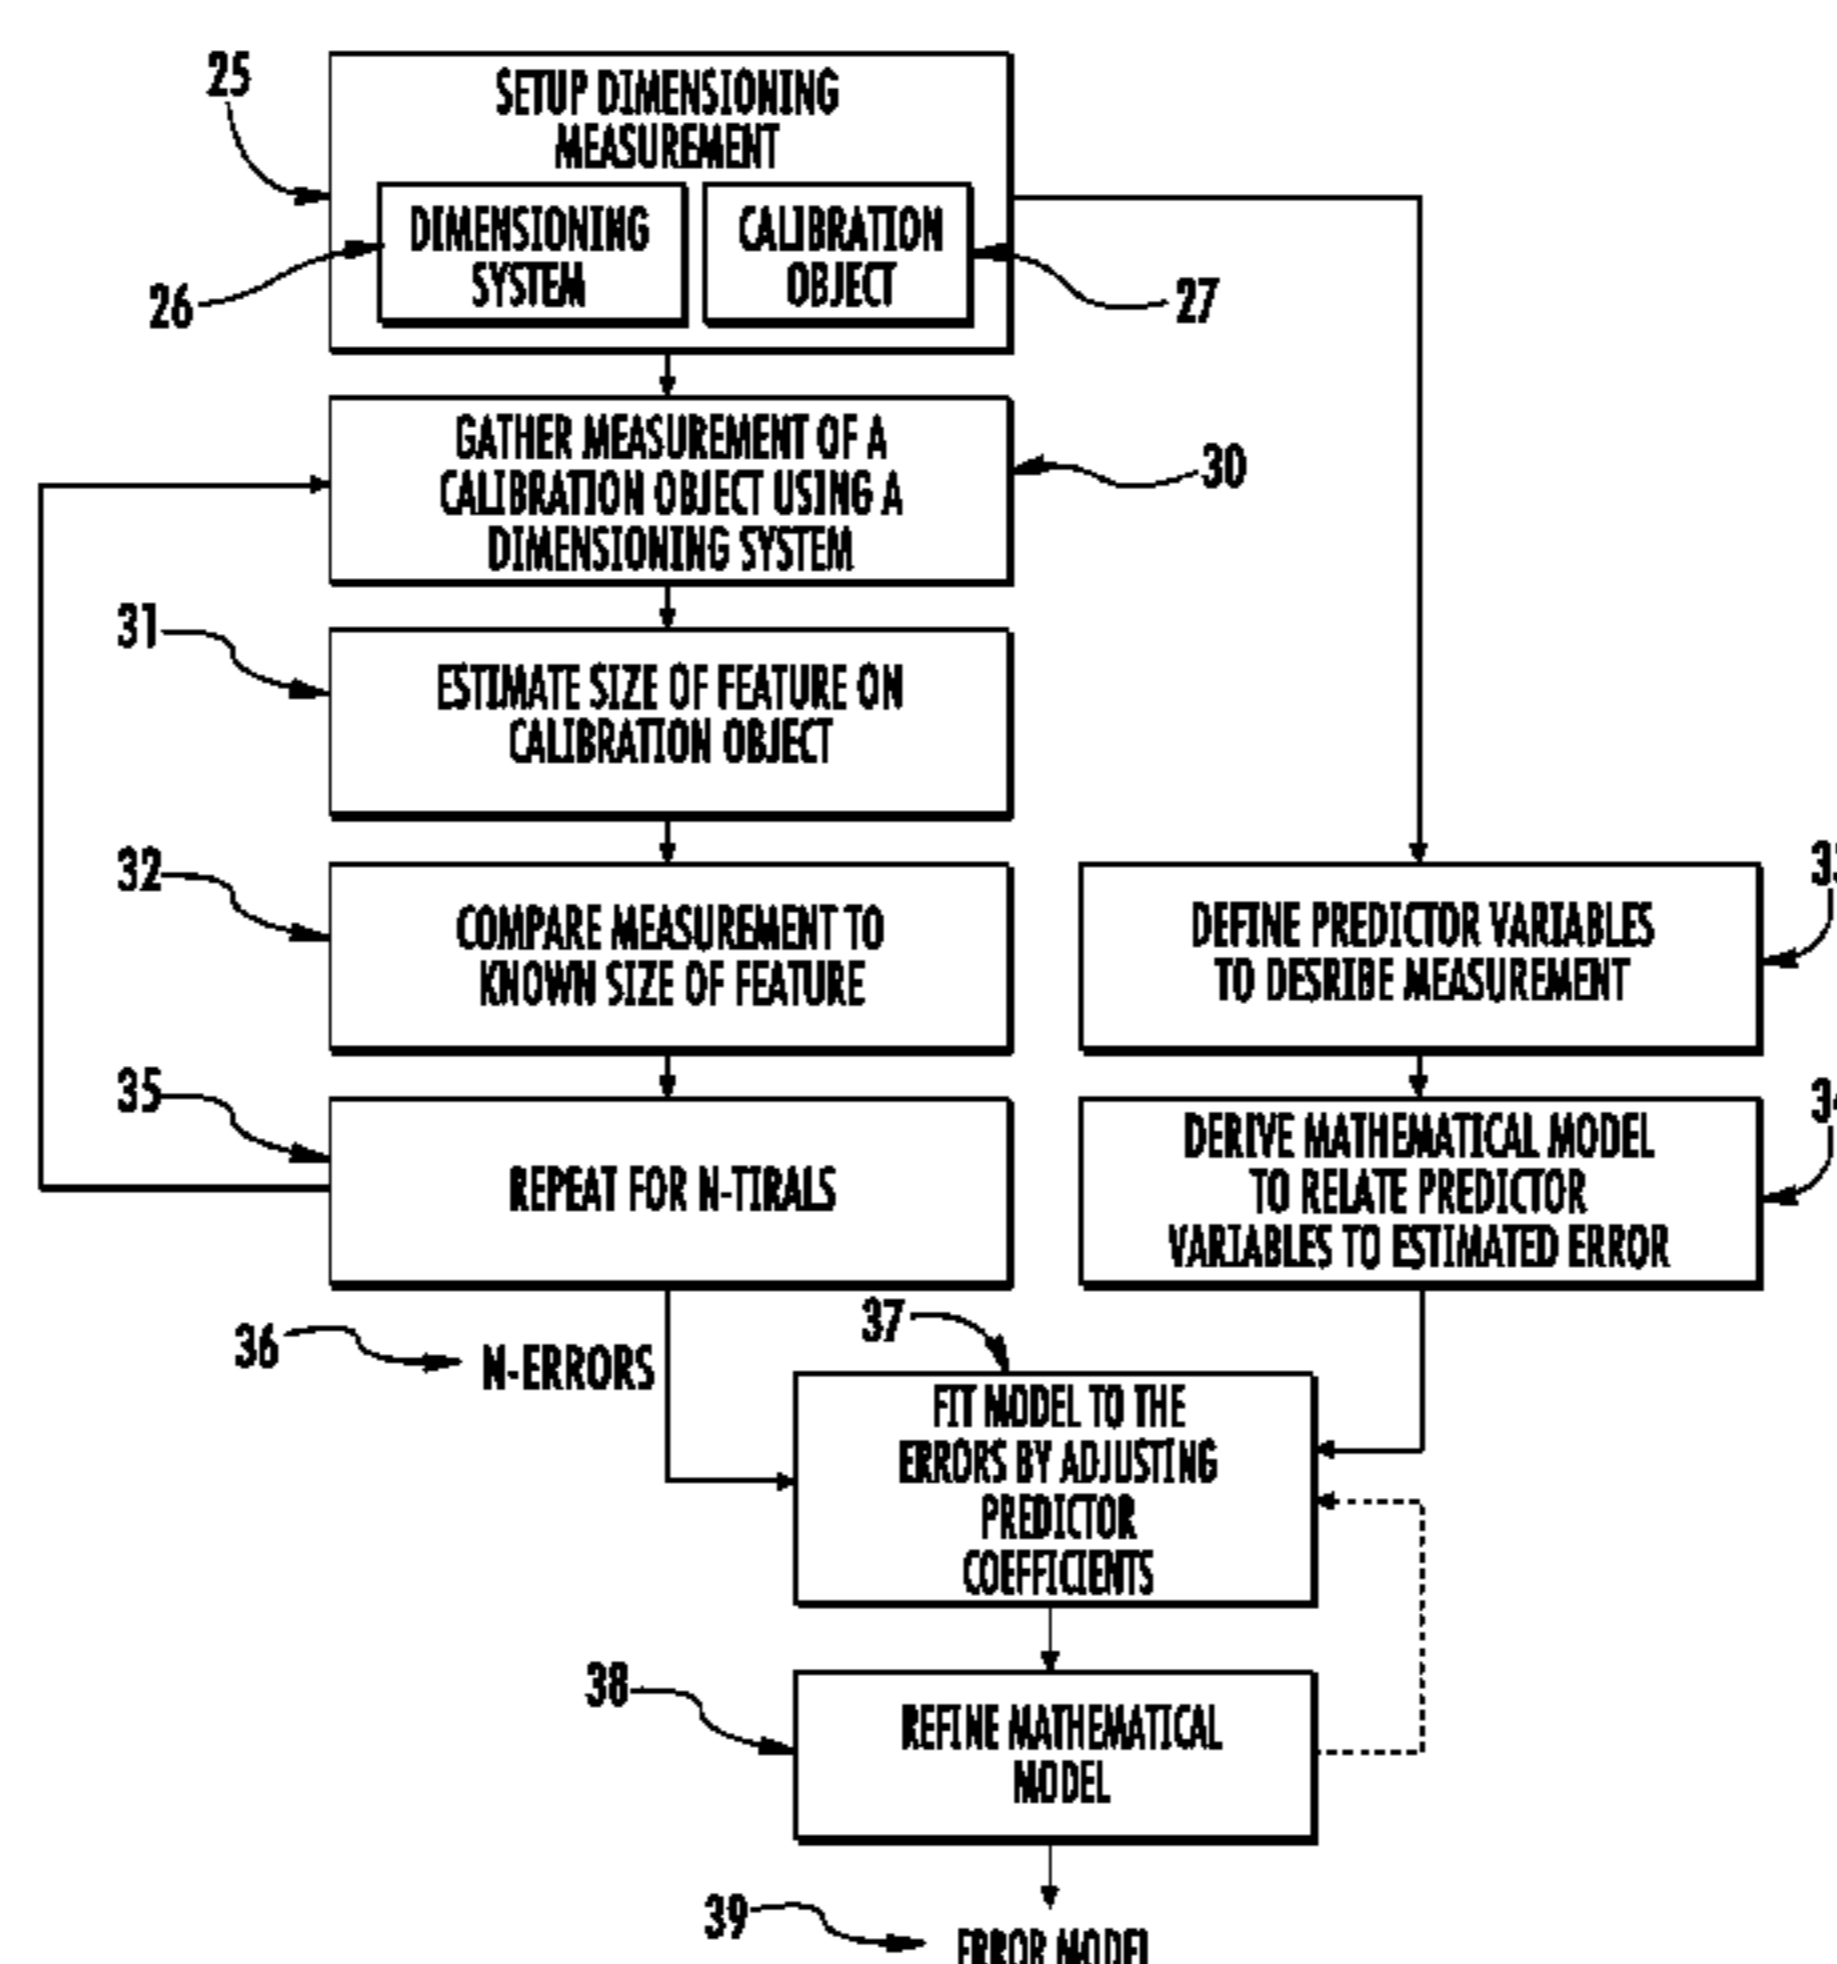 25
SETUP DIMENSIONING
MEASUREMENT
DIMENSIONING
SYSTEM
CALIBRATION
OBJECT
26
27
GATHER MEASUREMENT OF A
CALIBRATION OBJECT USING A
DIMENSIONING SYSTEM
30
31
ESTIMATE SIZE OF FEATURE ON
CALIBRATION OBJECT
32
COMPARE MEASUREMENT TO
KNOWN SIZE OF FEATURE
DEFINE PREDICTOR VARIABLES
TO DESRIBE MEASUREMENT
35
REPEAT FOR N-TIRALS
DERIVE MATHEMATICAL MODEL
TO RELATE PREDICTOR
VARIABLES TO ESTIMATED ERROR
36
N-ERRORS
37
FIT MODEL TO THE
ERRORS BY ADJUSTING
PREDICTOR
COEFFICIENTS
38
REFINE MATHEMATICAL
MODEL
39
ERROR MODEL